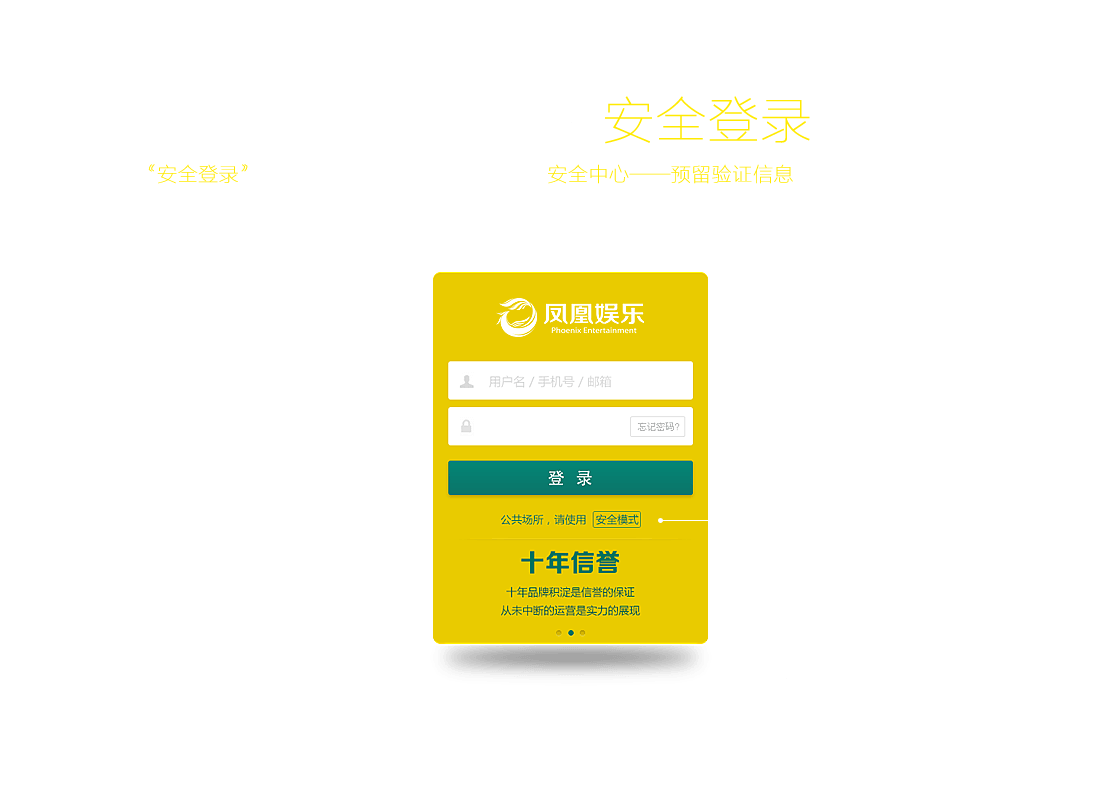 安全登录
“安全登录” 安全中心——预留验证信息
凤凰娱乐
Phoenix Entertainment
用户名 / 手机号 / 邮箱
忘记密码?
登 录
公共场所，请使用 安全模式
十年信誉
十年品牌积淀是信誉的保证
从未中断的运营是实力的展现